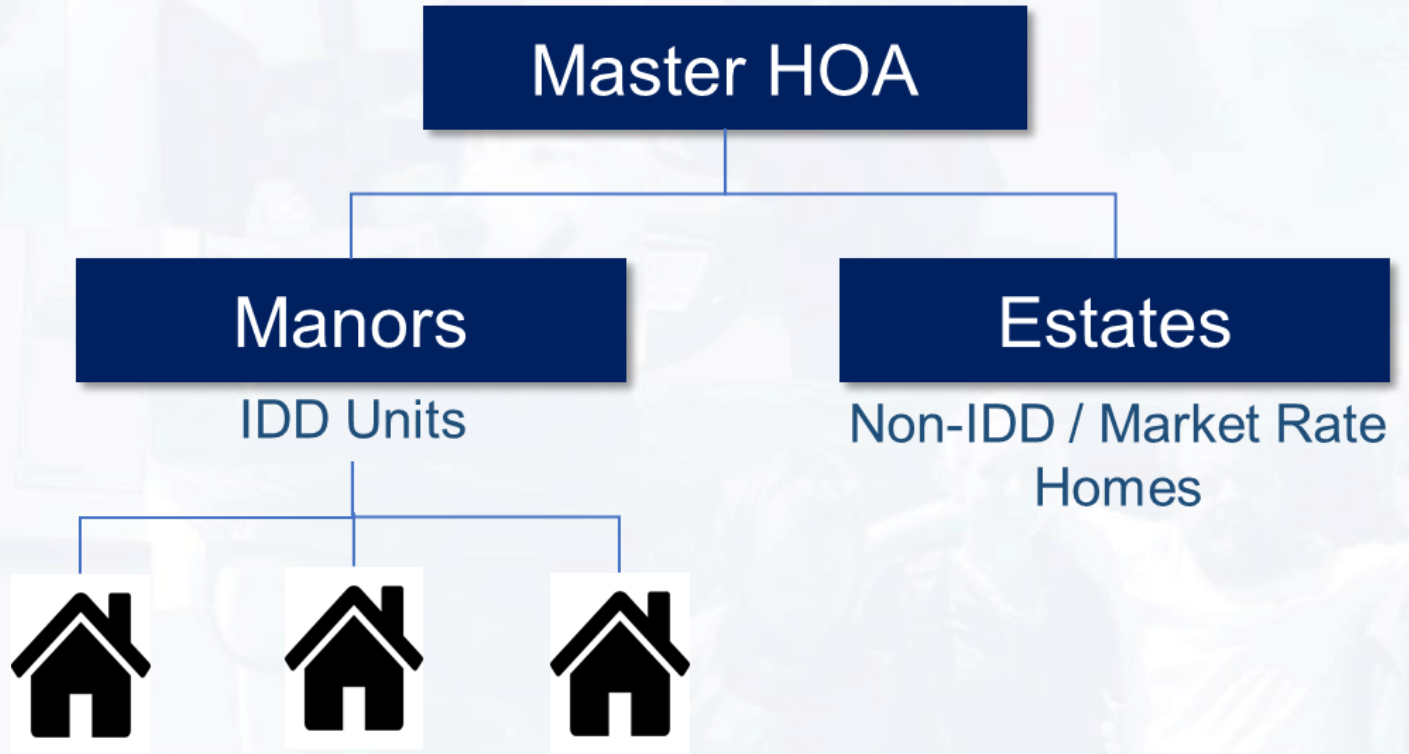 Master HOA
Manors
Estates
IDD Units
Non-IDD / Market Rate
Homes